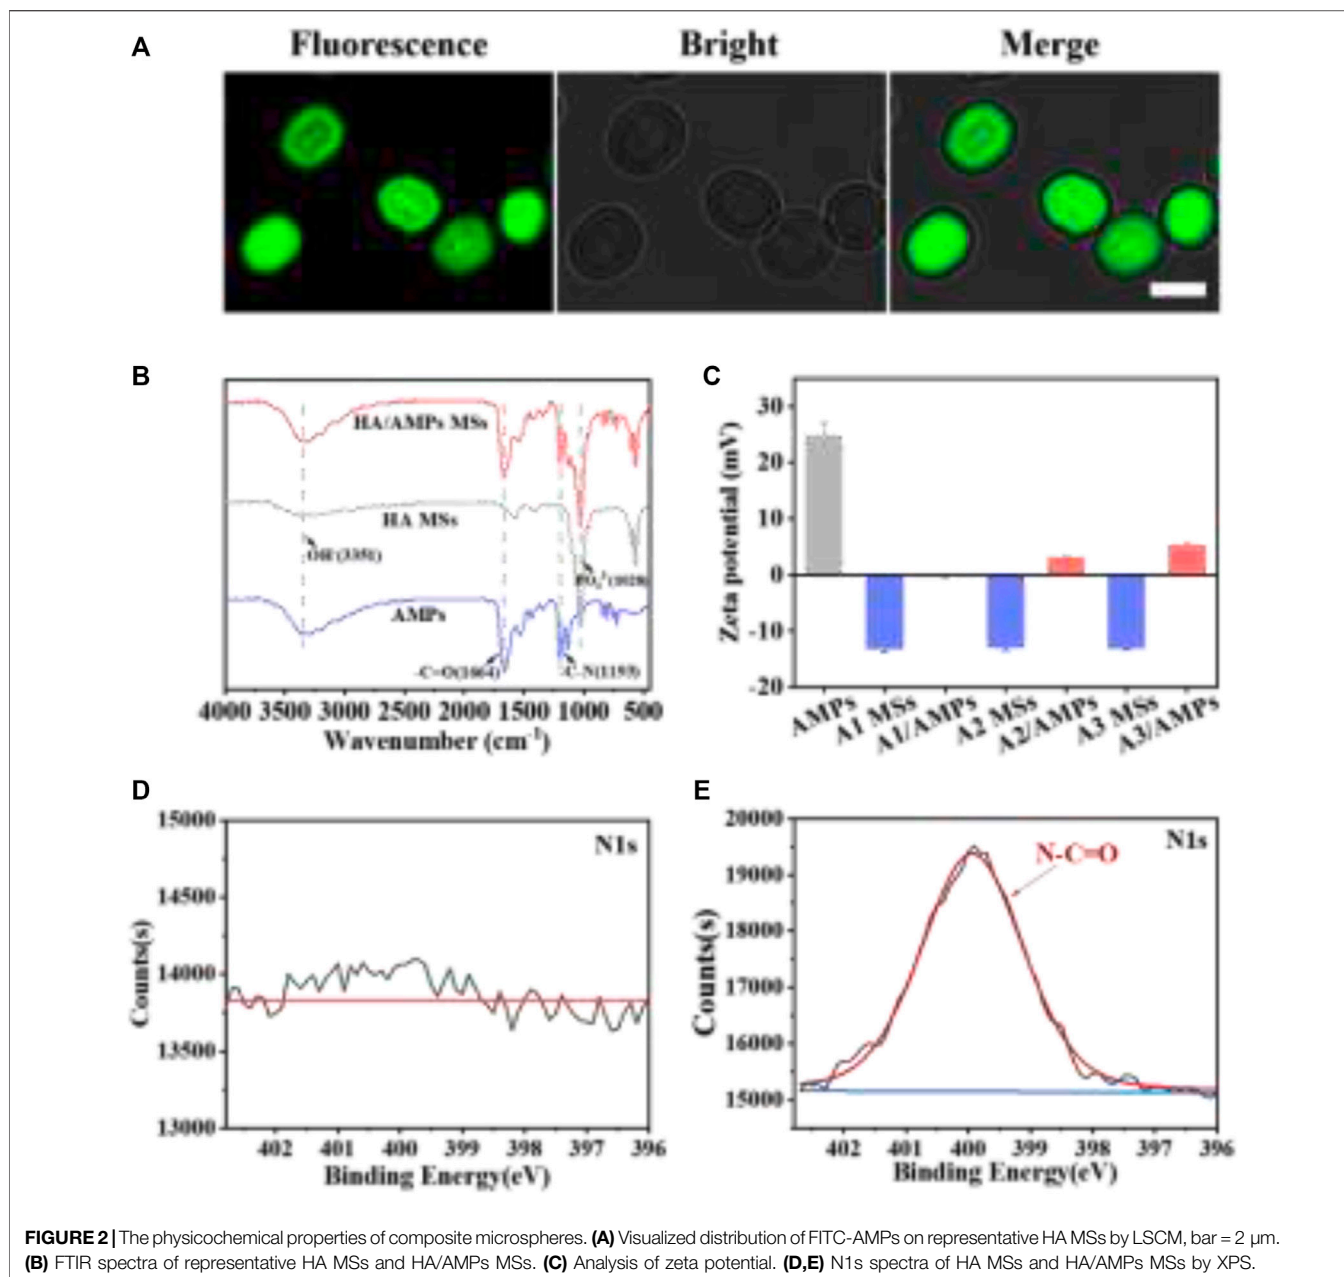 A
Fluorescence Bright Merge
B
HA/AMPs MSs
HA MSs
OH (3351)
AMPs
-C=O(1664)
-C-N(1193)
4000 3500 3000 2500 2000 1500 1000 500
Wavenumber (cm-1)
C
Zeta potential (mV)
30
20
10
0
-10
-20
AMPs
A1 MSs
A1/AMPs
A2 MSs
A2/AMPs
A3 MSs
A3/AMPs
D
15000
14500
14000
13500
13000
Counts(s)
N1s
402 401 400 399 398 397 396
Binding Energy(eV)
E
20000
19000
18000
17000
16000
15000
Counts(s)
N-C=O
N1s
402 401 400 399 398 397 396
Binding Energy(eV)
FIGURE 2 | The physicochemical properties of composite microspheres. (A) Visualized distribution of FITC-AMPs on representative HA MSs by LSCM, bar = 2 μm.
(B) FTIR spectra of representative HA MSs and HA/AMPs MSs. (C) Analysis of zeta potential. (D,E) N1s spectra of HA MSs and HA/AMPs MSs by XPS.